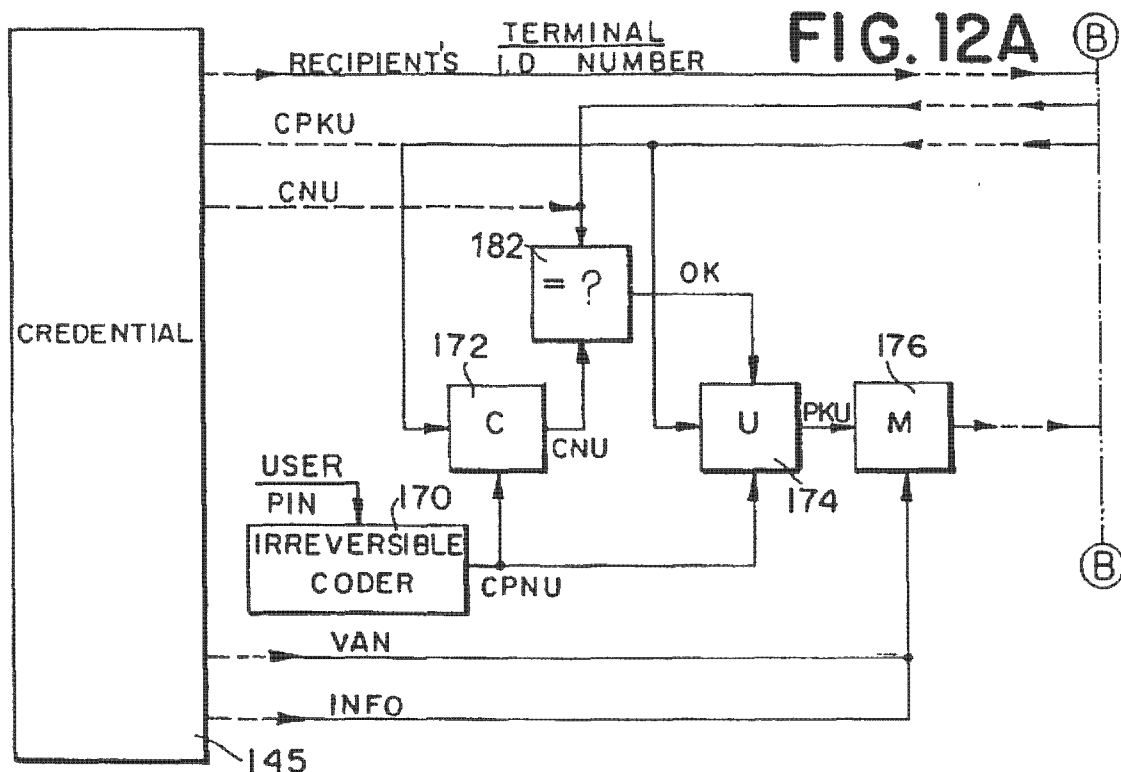 FIG. 12A
B
TERMINAL
RECIPIENT'S I.D NUMBER
CPKU
CNU
182
= ?
OK
CREDENTIAL
172
176
C
U
PKU
M
CNU
174
USER
PIN
170
IRREVERSIBLE
CODER
CPNU
B
VAN
INFO
145